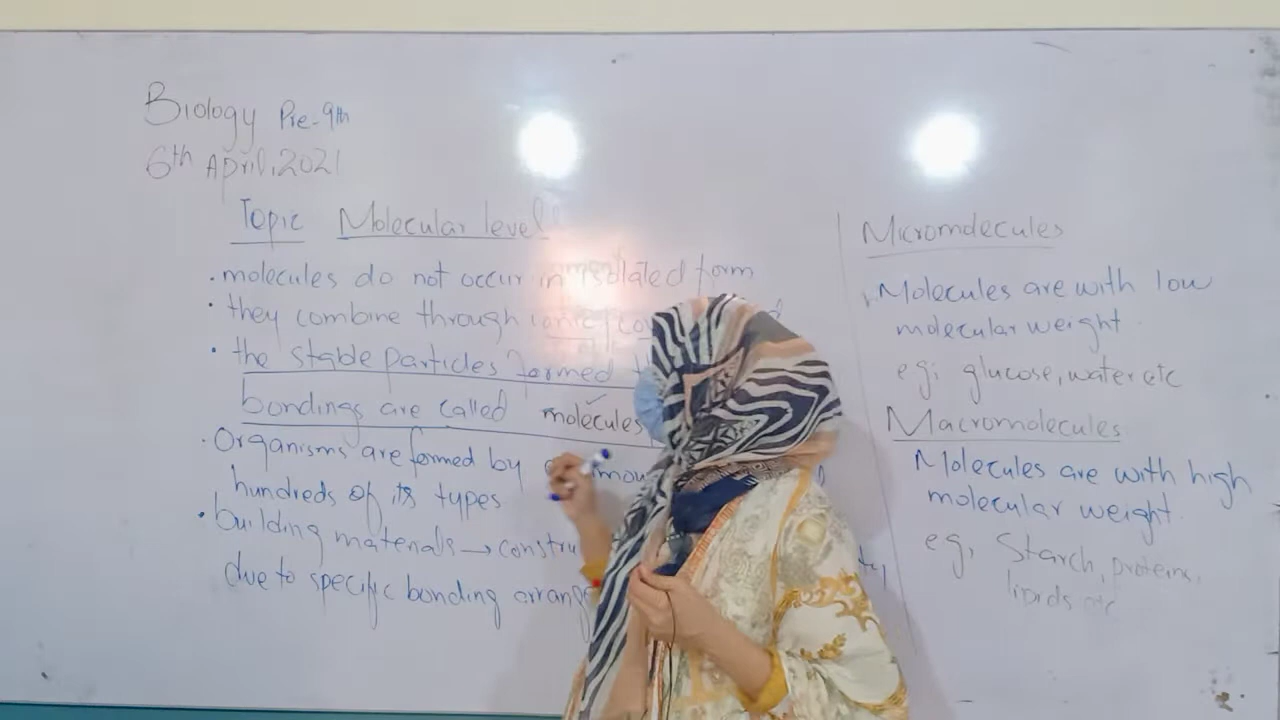 Biology Pre-9th
6th April, 2021
Topic Molecular level
• molecules do not occur in isolated form
• they combine through ionic/
• the stable particles formed
bondings are called molecules
• Organisms are formed by
hundreds of its types
• building materials →
due to specific bonding
Micromolecules
Molecules are with low
molecular weight.
eg; glucose, water etc
Macromolecules
Molecules are with high
molecular weight.
eg, Starch, proteins,
lipids etc